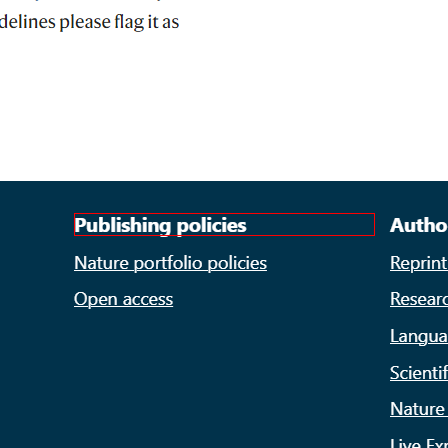 delines please flag it as
Publishing policies
Nature portfolio policies
Open access
Autho
Reprint
Researc
Langua
Scientif
Nature
Live Ex